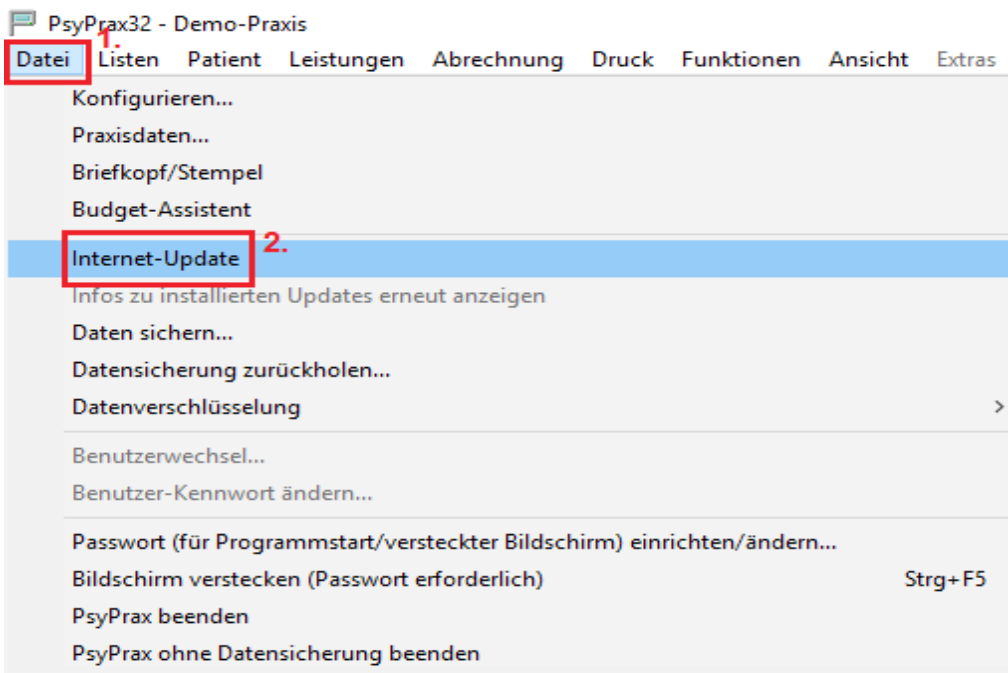 PsyPrax32 - Demo-Praxis
1.
Datei Listen Patient Leistungen Abrechnung Druck Funktionen Ansicht Extras
Konfigurieren...
Praxisdaten...
Briefkopf/Stempel
Budget-Assistent
Internet-Update 2.
Infos zu installierten Updates erneut anzeigen
Daten sichern...
Datensicherung zurückholen...
Datenverschlüsselung >
Benutzerwechsel...
Benutzer-Kennwort ändern...
Passwort (für Programmstart/versteckter Bildschirm) einrichten/ändern...
Bildschirm verstecken (Passwort erforderlich) Strg+F5
PsyPrax beenden
PsyPrax ohne Datensicherung beenden